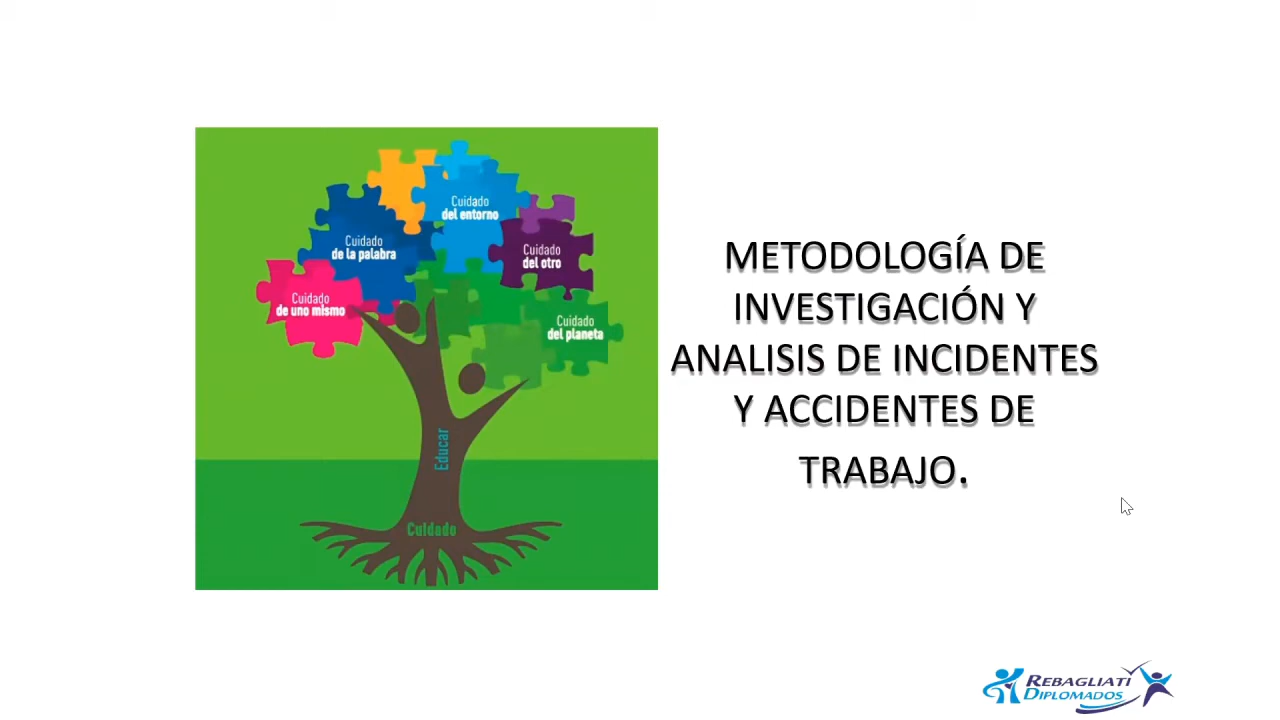 Cuidado
del entorno
Cuidado
de la palabra
Cuidado
del otro
Cuidado
de uno mismo
Cuidado
del planeta
Educar
Cuidado
METODOLOGÍA DE
INVESTIGACIÓN Y
ANALISIS DE INCIDENTES
Y ACCIDENTES DE
TRABAJO.
REBAGLIATI
DIPLOMADOS